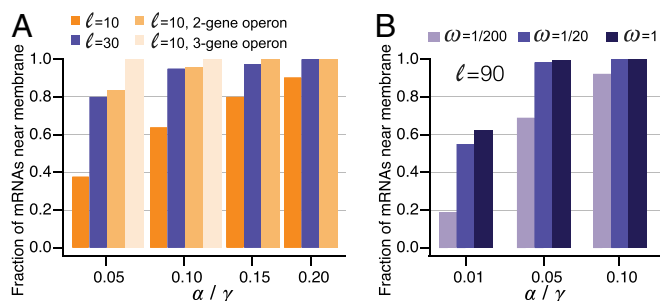 A
ℓ=10
ℓ=10, 2-gene operon
ℓ=30
ℓ=10, 3-gene operon
Fraction of mRNAs near membrane
1.0
0.8
0.6
0.4
0.2
0.0
0.05
0.10
0.15
0.20
α / γ
B
ω=1/200
ω=1/20
ω=1
ℓ=90
Fraction of mRNAs near membrane
1.0
0.8
0.6
0.4
0.2
0.0
0.01
0.05
0.10
α / γ